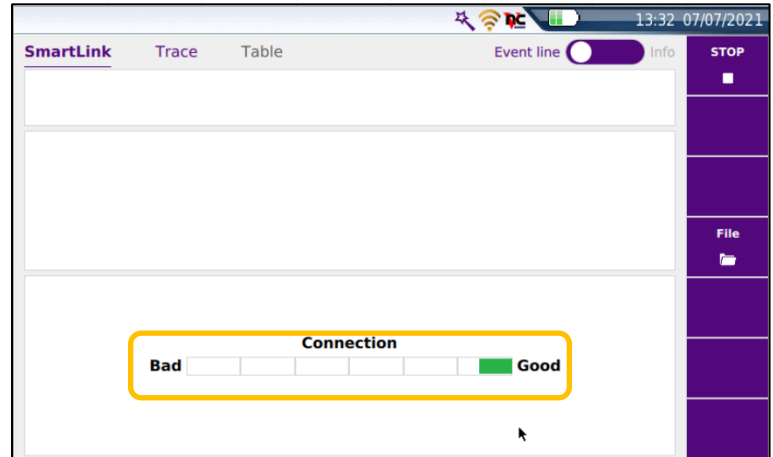 13:32 07/07/2021
SmartLink Trace Table Event line Info STOP
File
Connection
Bad Good